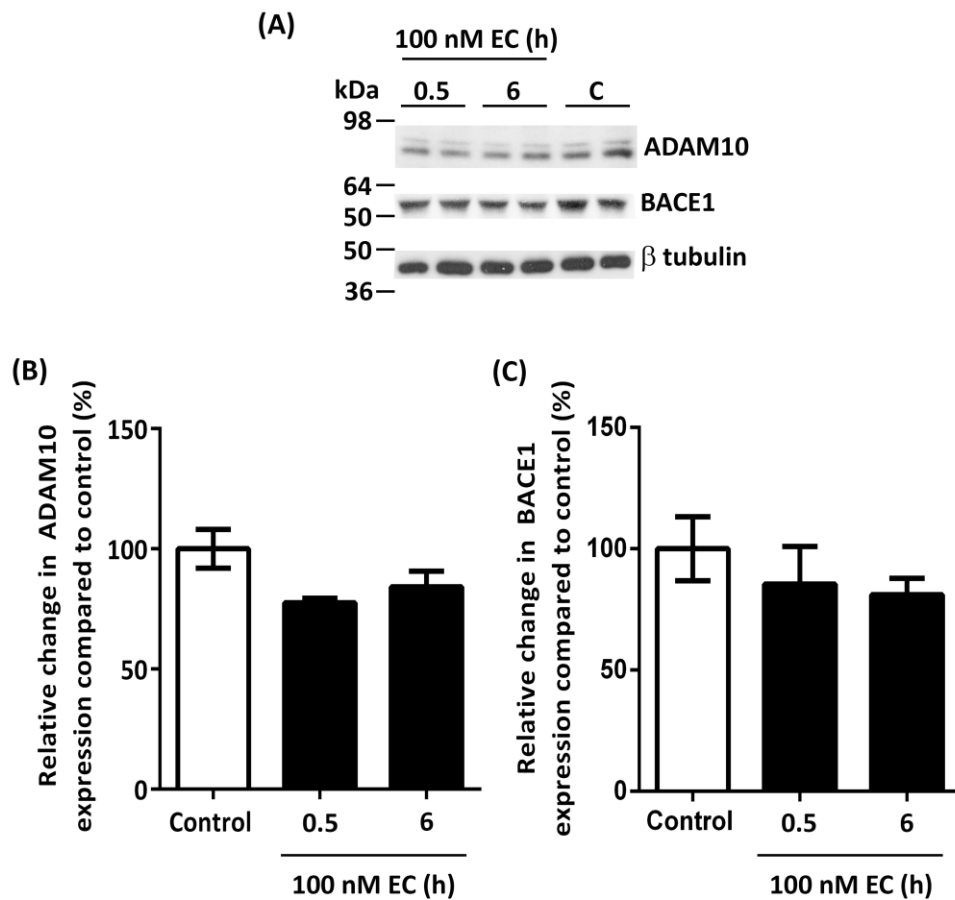 (A)
100 nM EC (h)
kDa 0.5 6 C
98
ADAM10
64
BACE1
50
50
β tubulin
36
(B)
Relative change in ADAM10
expression compared to control (%)
150
100
50
0
Control 0.5 6
100 nM EC (h)
(C)
Relative change in BACE1
expression compared to control (%)
150
100
50
0
Control 0.5 6
100 nM EC (h)